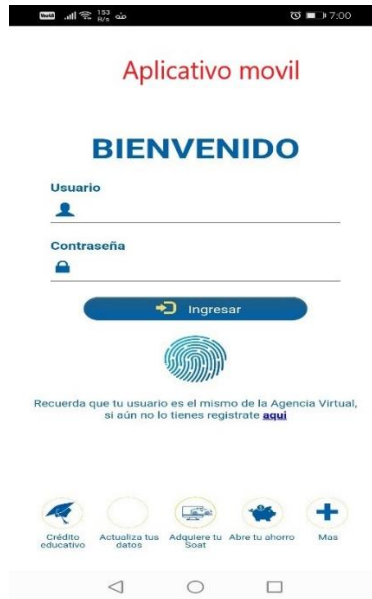 153
B/s
7:00
Aplicativo movil
BIENVENIDO
Usuario
Contraseña
Ingresar
Recuerda que tu usuario es el mismo de la Agencia Virtual,
si aún no lo tienes registrate aqui
Crédito
educativo
Actualiza tus
datos
Adquiere tu
Soat
Abre tu ahorro
Mas